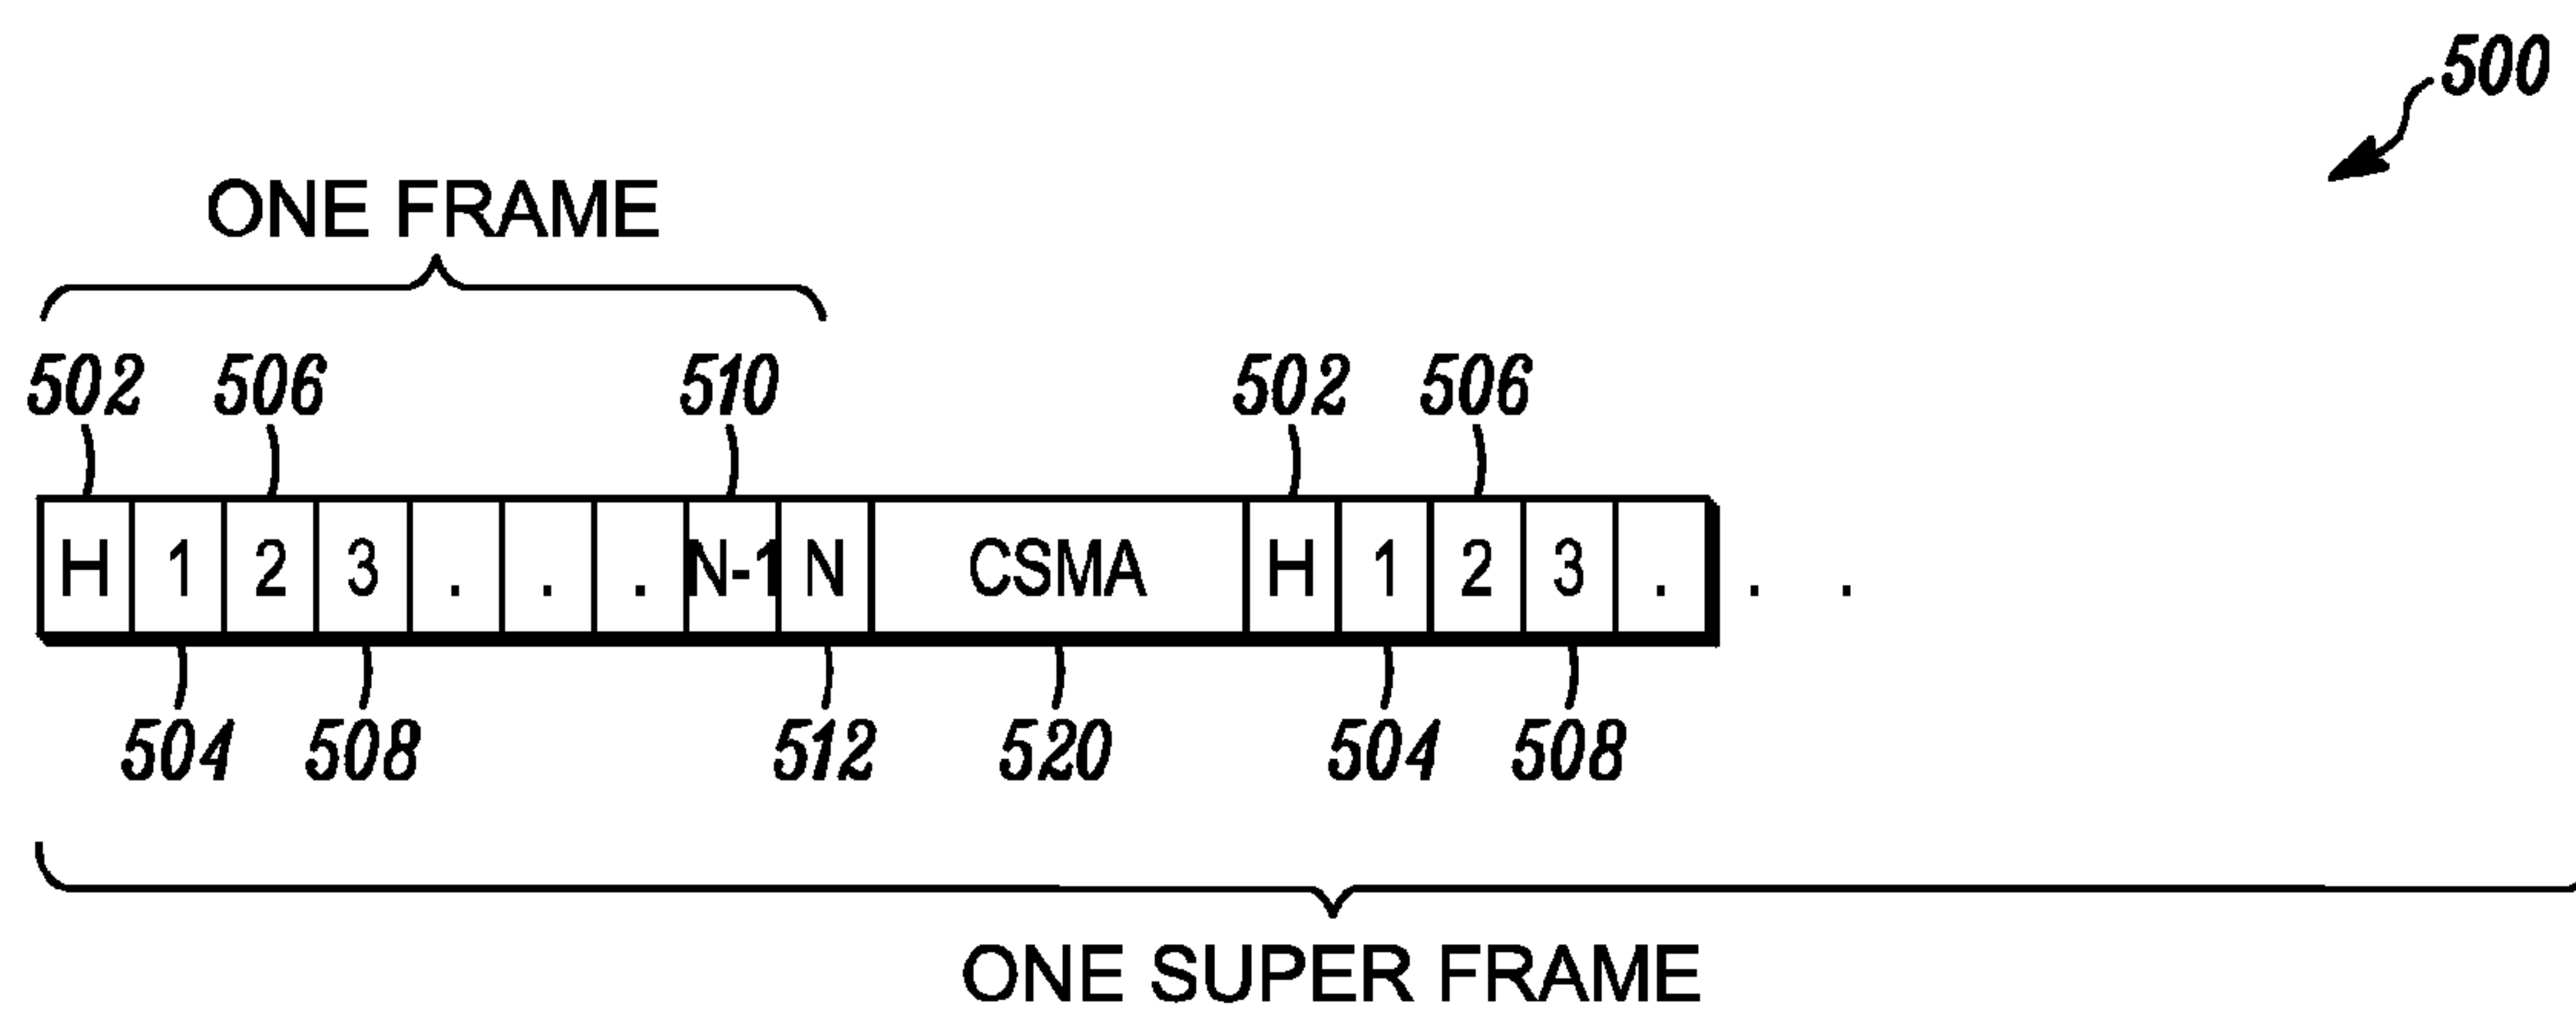 500
ONE FRAME
502 506 510 502 506
H 1 2 3 . . . N-1 N CSMA H 1 2 3 . . .
504 508 512 520 504 508
ONE SUPER FRAME